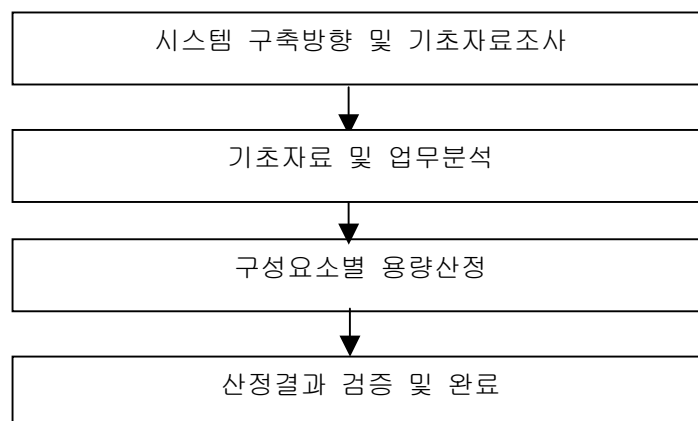 시스템 구축방향 및 기초자료조사
기초자료 및 업무분석
구성요소별 용량산정
산정결과 검증 및 완료